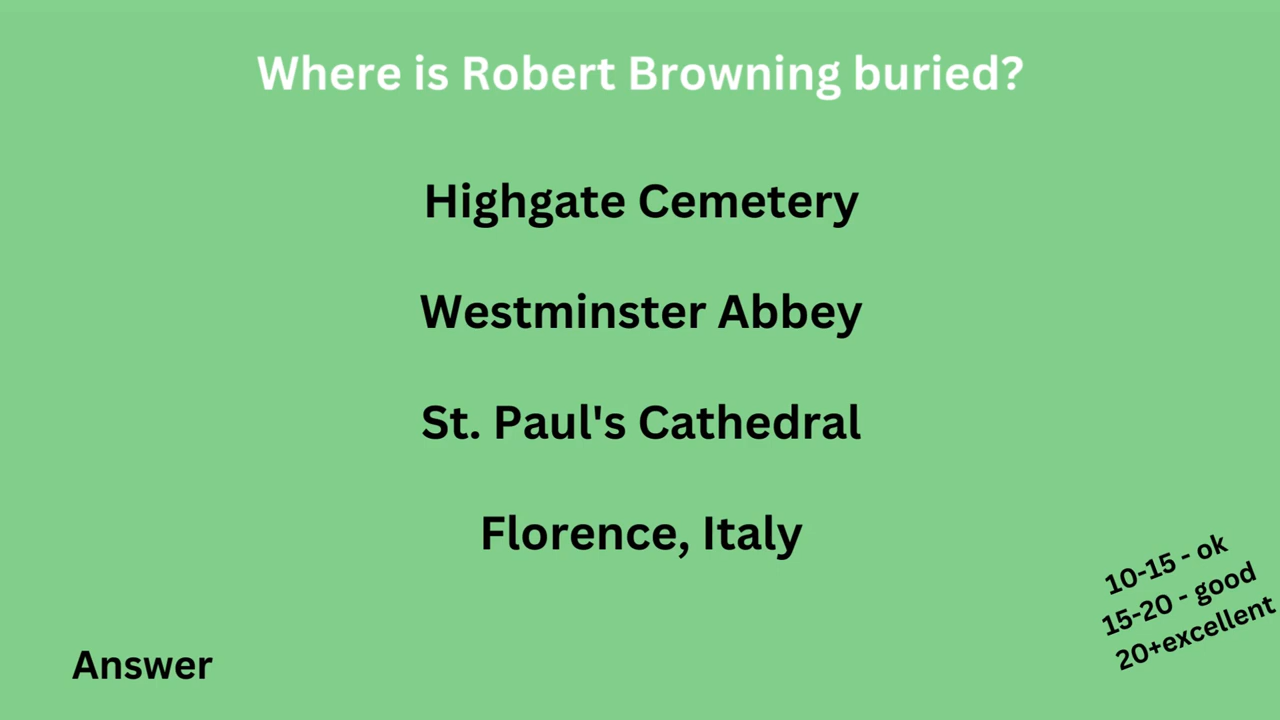 Where is Robert Browning buried?
Highgate Cemetery
Westminster Abbey
St. Paul's Cathedral
Florence, Italy
10-15 - ok
15-20 - good
20+excellent
Answer